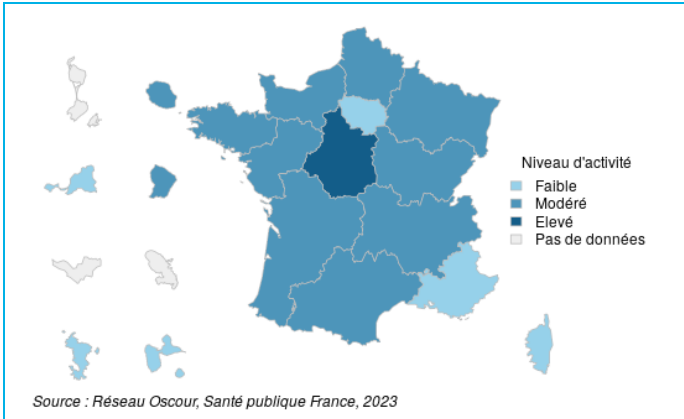 Niveau d'activité
Faible
Modéré
Elevé
Pas de données
Source : Réseau Oscour, Santé publique France, 2023